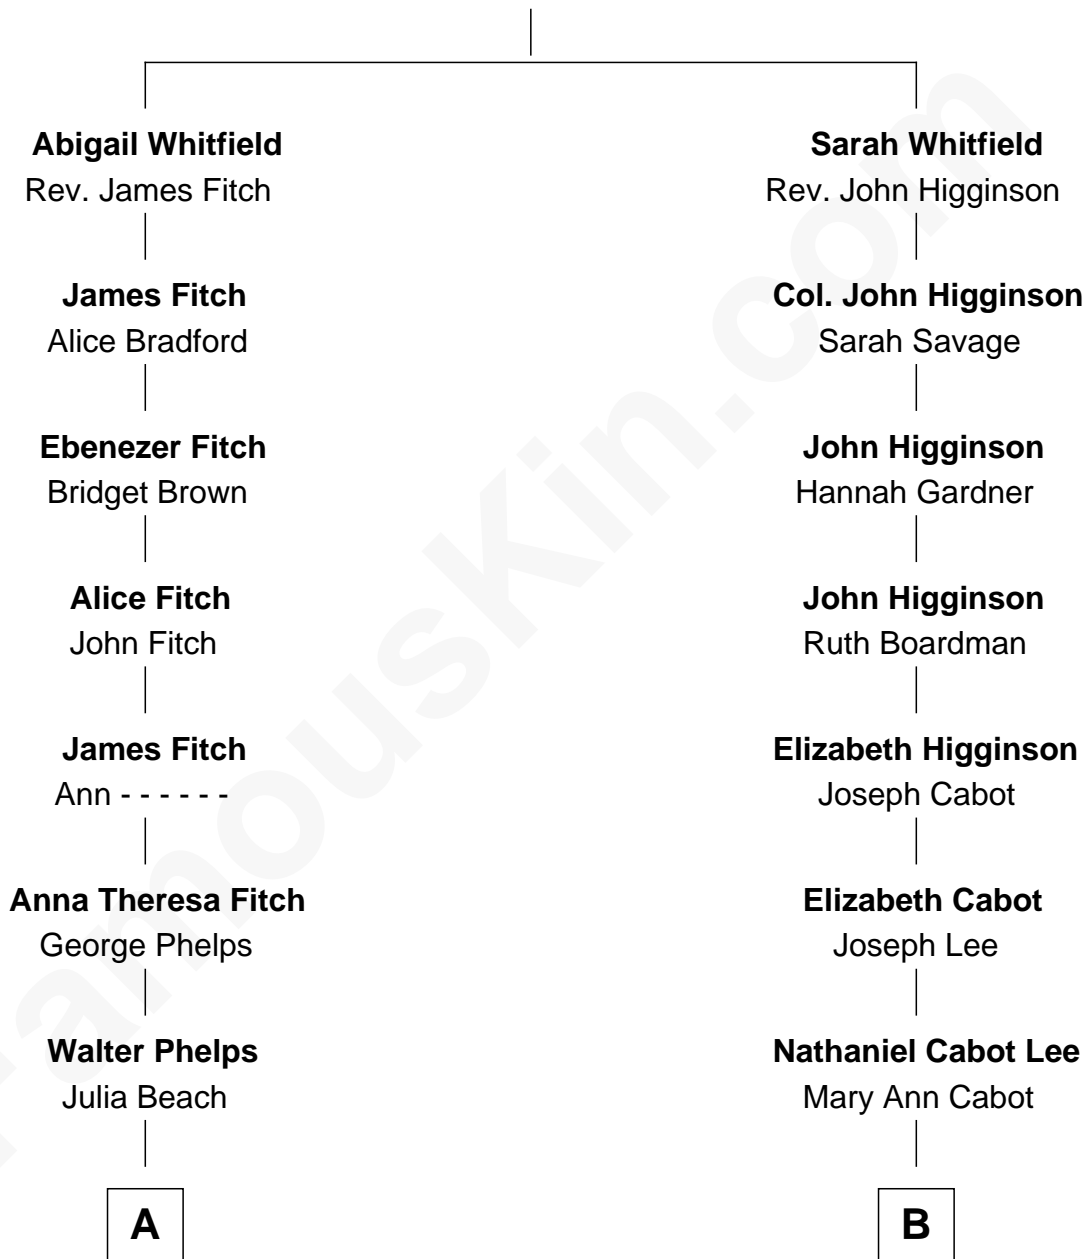 Abigail Whitfield
Rev. James Fitch
Sarah Whitfield
Rev. John Higginson
James Fitch
Alice Bradford
Col. John Higginson
Sarah Savage
Ebenezer Fitch
Bridget Brown
John Higginson
Hannah Gardner
Alice Fitch
John Fitch
John Higginson
Ruth Boardman
James Fitch
Ann - - - - - -
Elizabeth Higginson
Joseph Cabot
Anna Theresa Fitch
George Phelps
Elizabeth Cabot
Joseph Lee
Walter Phelps
Julia Beach
Nathaniel Cabot Lee
Mary Ann Cabot
A
B
FamousKin.com